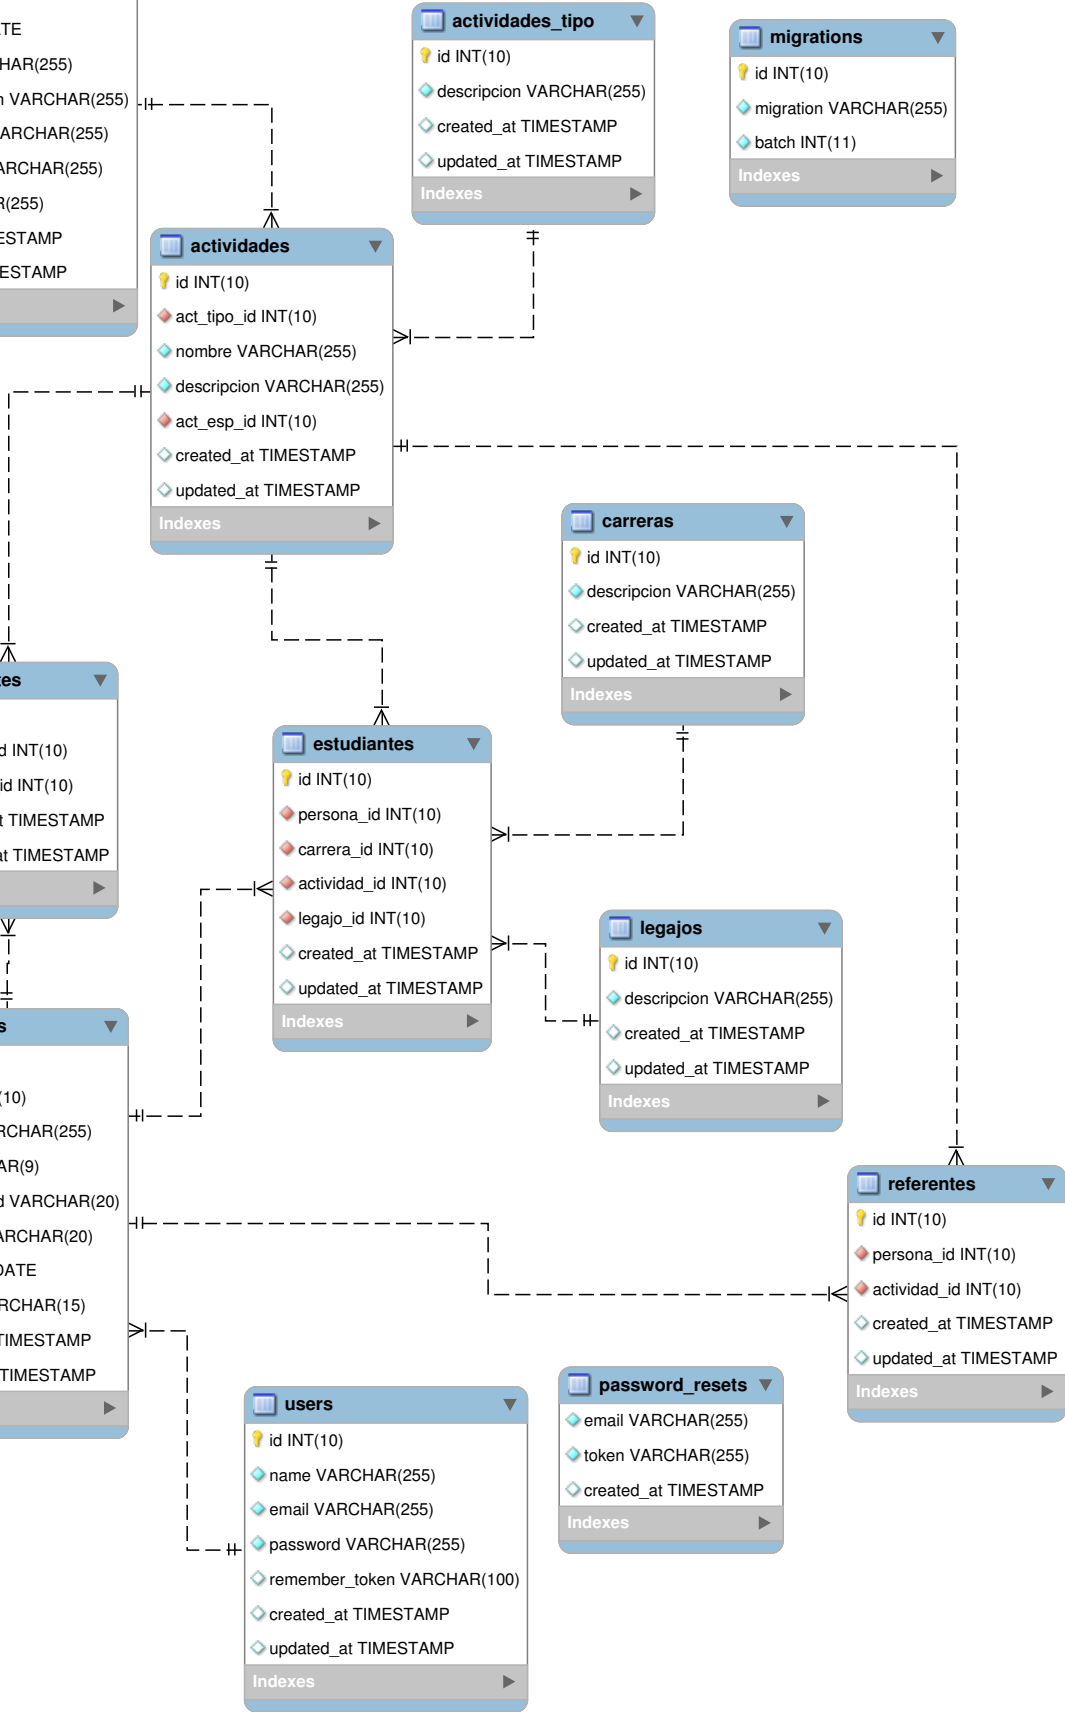 TE
HAR(255)
n VARCHAR(255)
ARCHAR(255)
ARCHAR(255)
R(255)
ESTAMP
ESTAMP
actividades_tipo
id INT(10)
descripcion VARCHAR(255)
created_at TIMESTAMP
updated_at TIMESTAMP
Indexes
migrations
id INT(10)
migration VARCHAR(255)
batch INT(11)
Indexes
actividades
id INT(10)
act_tipo_id INT(10)
nombre VARCHAR(255)
descripcion VARCHAR(255)
act_esp_id INT(10)
created_at TIMESTAMP
updated_at TIMESTAMP
Indexes
carreras
id INT(10)
descripcion VARCHAR(255)
created_at TIMESTAMP
updated_at TIMESTAMP
Indexes
tes
d INT(10)
id INT(10)
t TIMESTAMP
at TIMESTAMP
estudiantes
id INT(10)
persona_id INT(10)
carrera_id INT(10)
actividad_id INT(10)
legajo_id INT(10)
created_at TIMESTAMP
updated_at TIMESTAMP
Indexes
legajos
id INT(10)
descripcion VARCHAR(255)
created_at TIMESTAMP
updated_at TIMESTAMP
Indexes
s
(10)
RCHAR(255)
AR(9)
d VARCHAR(20)
ARCHAR(20)
DATE
RCHAR(15)
TIMESTAMP
TIMESTAMP
referentes
id INT(10)
persona_id INT(10)
actividad_id INT(10)
created_at TIMESTAMP
updated_at TIMESTAMP
Indexes
users
id INT(10)
name VARCHAR(255)
email VARCHAR(255)
password VARCHAR(255)
remember_token VARCHAR(100)
created_at TIMESTAMP
updated_at TIMESTAMP
Indexes
password_resets
email VARCHAR(255)
token VARCHAR(255)
created_at TIMESTAMP
Indexes